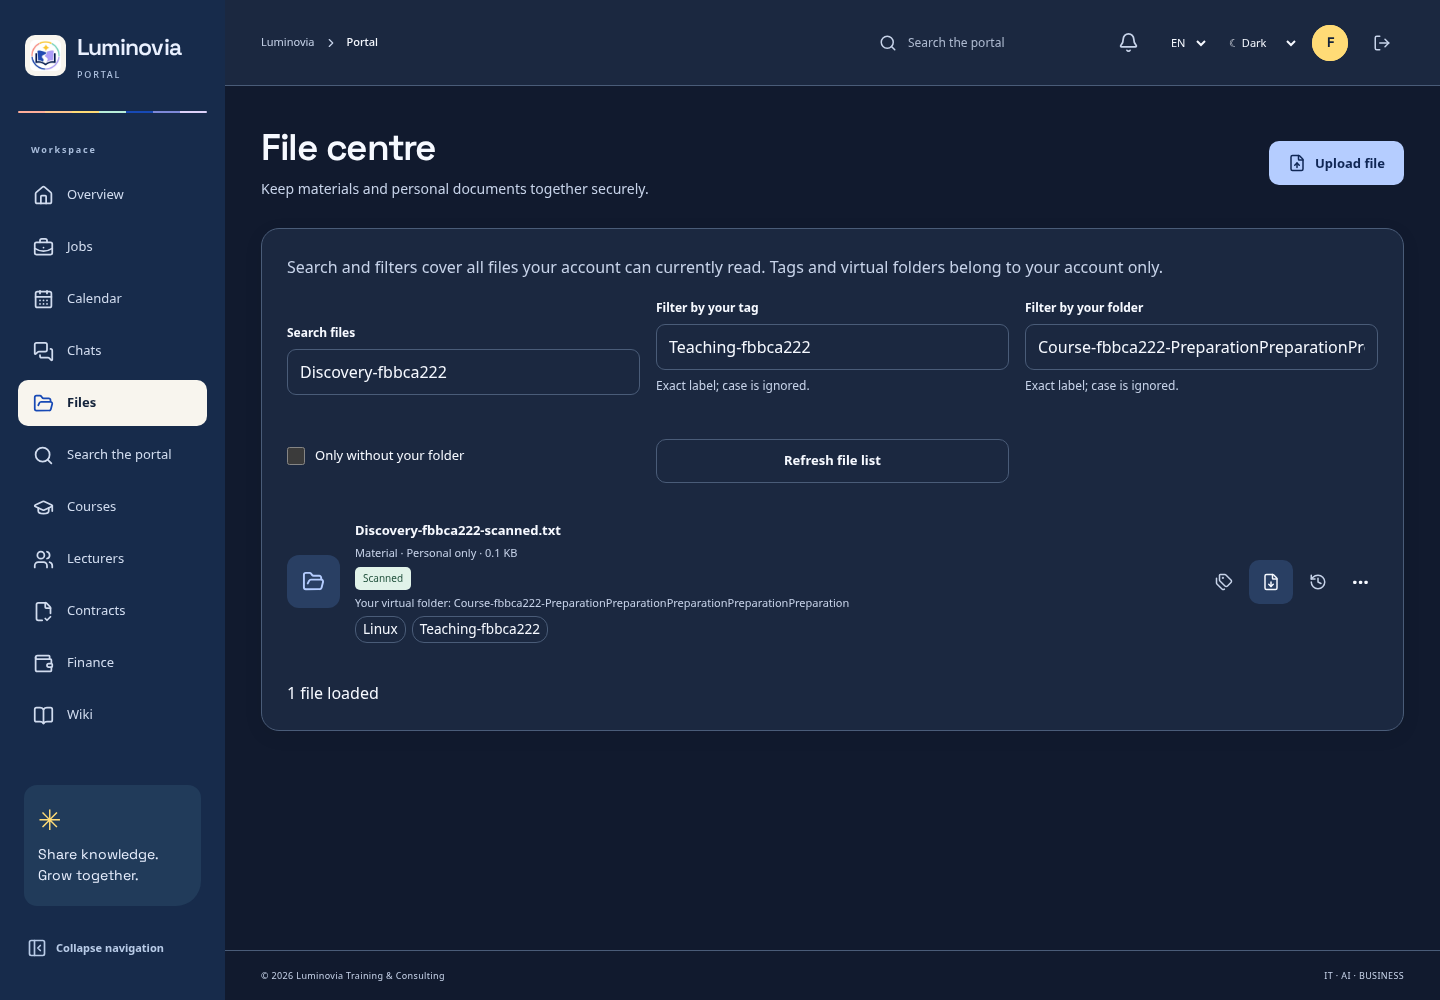 Luminovia
PORTAL
Workspace
Overview
Jobs
Calendar
Chats
Files
Search the portal
Courses
Lecturers
Contracts
Finance
Wiki
Share knowledge.
Grow together.
Collapse navigation
Luminovia
Portal
Search the portal
EN
Dark
F
File centre
Keep materials and personal documents together securely.
Upload file
Search and filters cover all files your account can currently read. Tags and virtual folders belong to your account only.
Search files
Discovery-fbbca222
Filter by your tag
Teaching-fbbca222
Exact label; case is ignored.
Filter by your folder
Course-fbbca222-PreparationPreparationPr
Exact label; case is ignored.
Only without your folder
Refresh file list
Discovery-fbbca222-scanned.txt
Material · Personal only · 0.1 KB
Scanned
Your virtual folder: Course-fbbca222-PreparationPreparationPreparationPreparationPreparation
Linux
Teaching-fbbca222
1 file loaded
© 2026 Luminovia Training & Consulting
IT · AI · BUSINESS